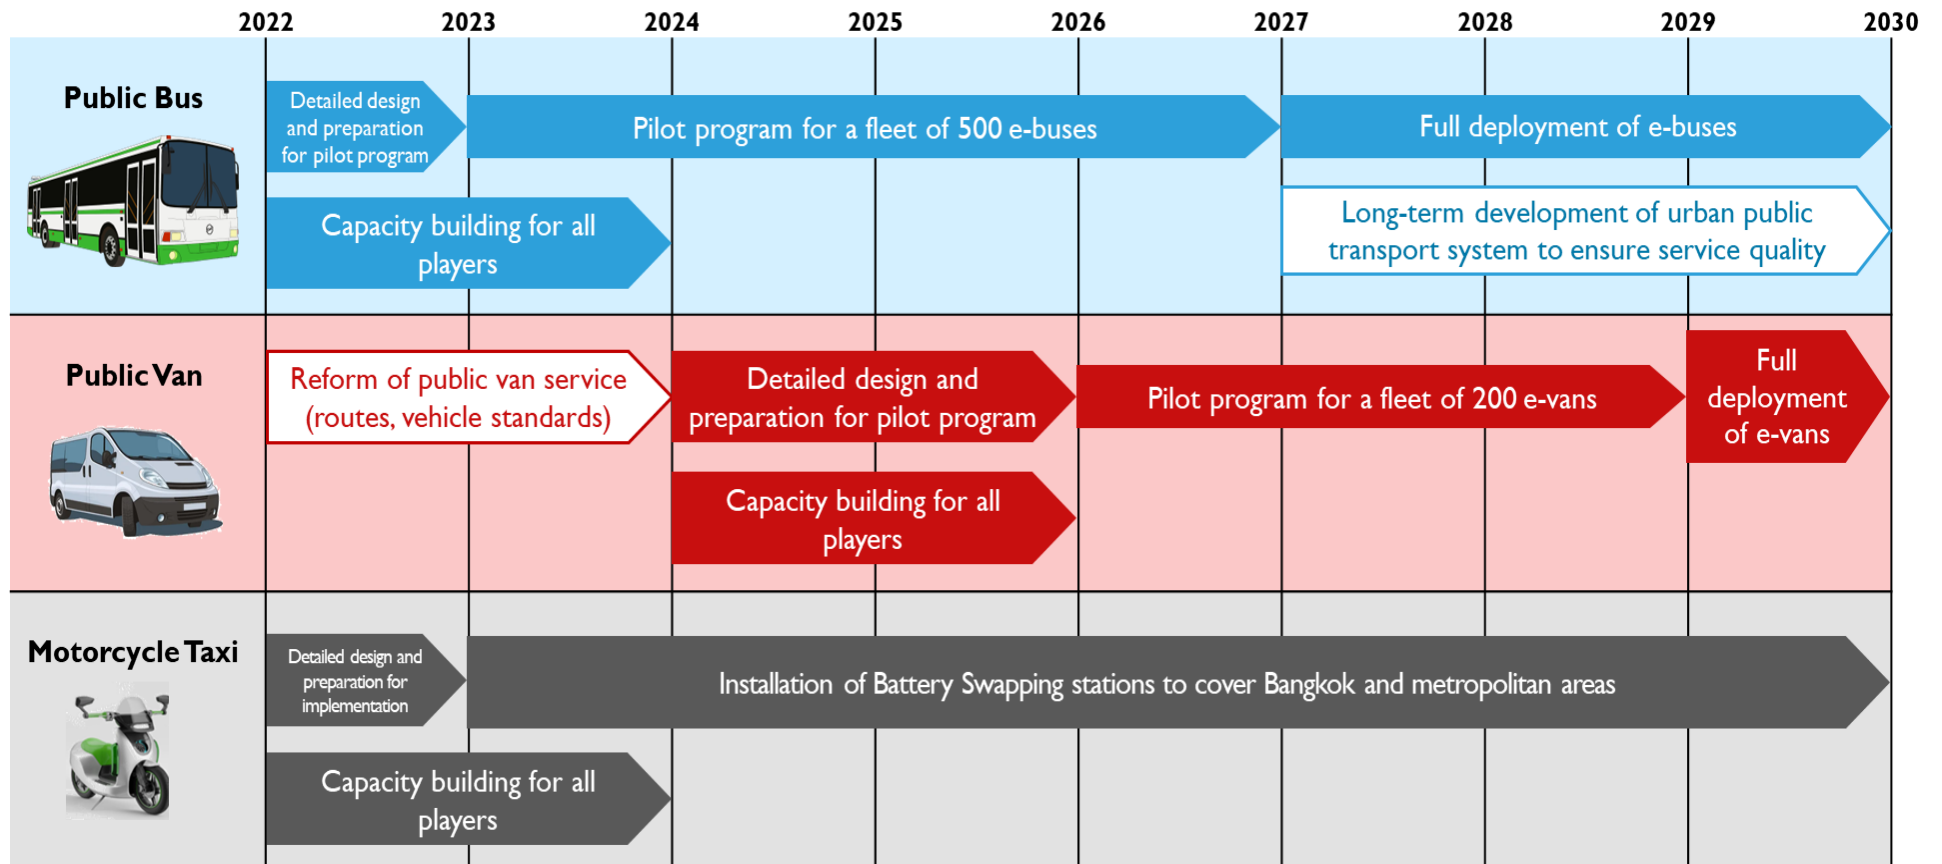 2022 2023 2024 2025 2026 2027 2028 2029 2030
Public Bus
Detailed design
and preparation
for pilot program
Pilot program for a fleet of 500 e-buses
Full deployment of e-buses
Capacity building for all
players
Long-term development of urban public
transport system to ensure service quality
Public Van
Reform of public van service
(routes, vehicle standards)
Detailed design and
preparation for pilot program
Pilot program for a fleet of 200 e-vans
Full
deployment
of e-vans
Capacity building for all
players
Motorcycle Taxi
Detailed design and
preparation for
implementation
Installation of Battery Swapping stations to cover Bangkok and metropolitan areas
Capacity building for all
players